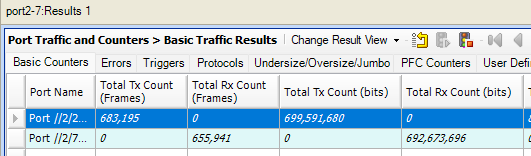 port2-7:Results 1
Port Traffic and Counters > Basic Traffic Results | Change Result View
Basic Counters Errors Triggers Protocols Undersize/Oversize/Jumbo PFC Counters User Defi
Port Name Total Tx Count (Frames) Total Rx Count (Frames) Total Tx Count (bits) Total Rx Count (bits)
Port //2/2... 683,195 0 699,591,680 0
Port //2/7... 0 655,941 0 692,673,696